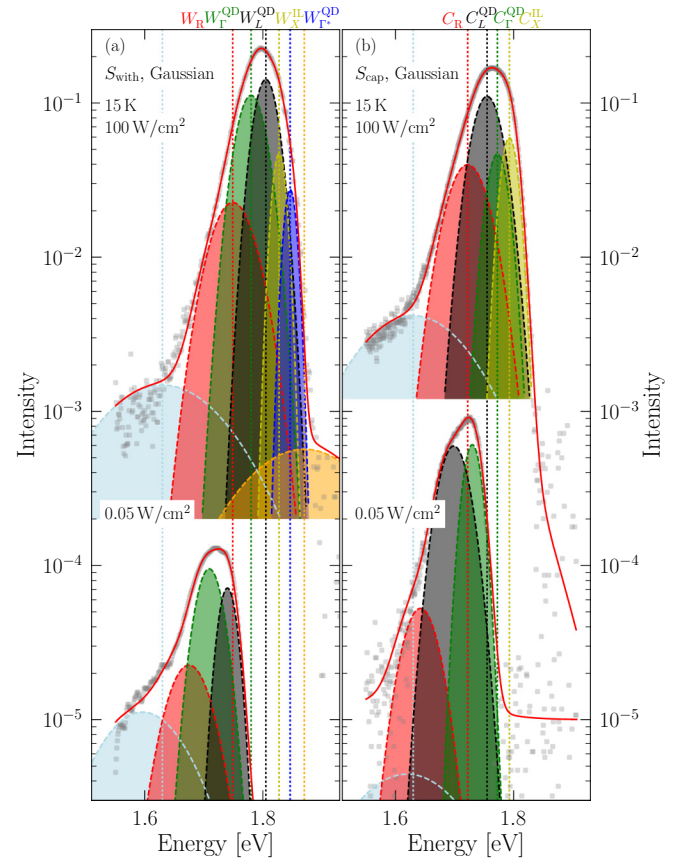 W_R W_Γ^QD W_L^QD W_X^IL W_Γ*^QD C_R C_L^QD C_Γ^QD C_X^IL
(a) (b)
S_with, Gaussian S_cap, Gaussian
15 K 15 K
100 W/cm² 100 W/cm²
10⁻¹ 10⁻¹
10⁻² 10⁻²
Intensity Intensity
10⁻³ 10⁻³
0.05 W/cm² 0.05 W/cm²
10⁻⁴ 10⁻⁴
10⁻⁵ 10⁻⁵
1.6 1.8 1.6 1.8
Energy [eV] Energy [eV]